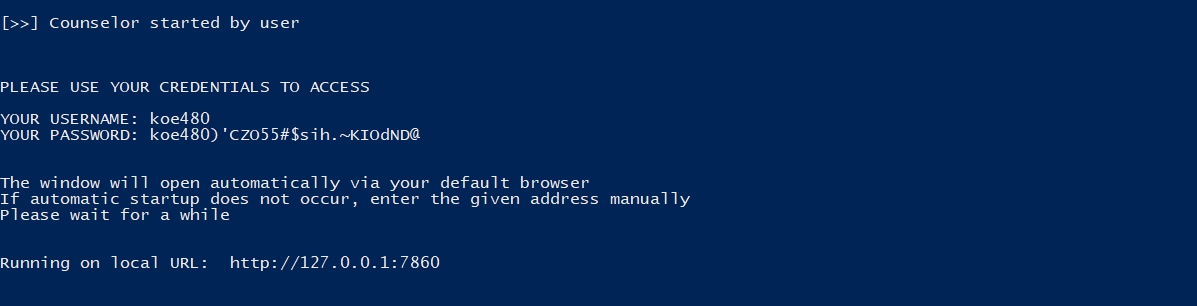 [>>] Counselor started by user
PLEASE USE YOUR CREDENTIALS TO ACCESS
YOUR USERNAME: koe480
YOUR PASSWORD: koe480)'CZO55#$sih.~KIOdND@
The window will open automatically via your default browser
If automatic startup does not occur, enter the given address manually
Please wait for a while
Running on local URL:  http://127.0.0.1:7860